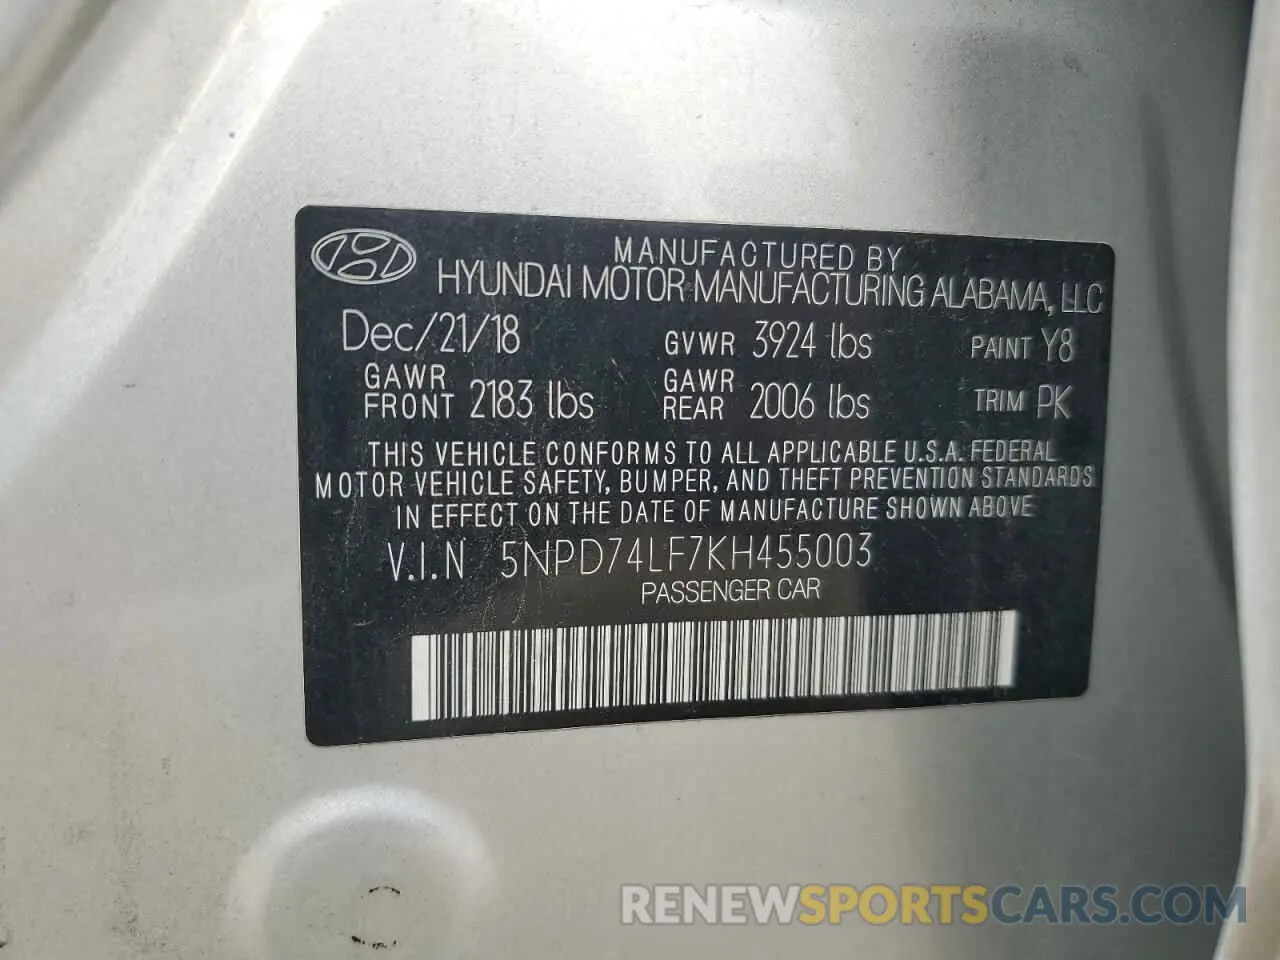 MANUFACTURED BY
HYUNDAI MOTOR MANUFACTURING ALABAMA, LLC
Dec/21/18 GVWR 3924 lbs PAINT Y8
GAWR FRONT 2183 lbs GAWR REAR 2006 lbs TRIM PK
THIS VEHICLE CONFORMS TO ALL APPLICABLE U.S.A. FEDERAL
MOTOR VEHICLE SAFETY, BUMPER, AND THEFT PREVENTION STANDARDS
IN EFFECT ON THE DATE OF MANUFACTURE SHOWN ABOVE
V.I.N 5NPD74LF7KH455003
PASSENGER CAR
RENEWSPORTSCARS.COM